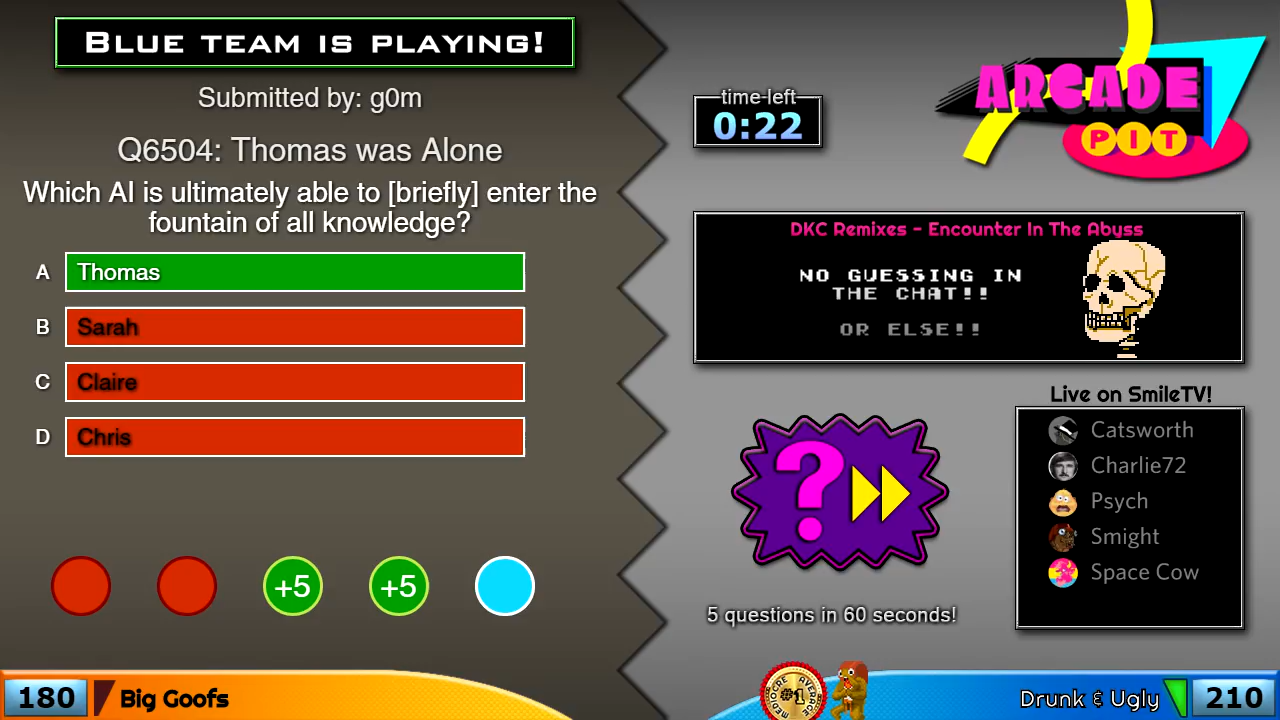 BLUE TEAM IS PLAYING!
Submitted by: g0m
Q6504: Thomas was Alone
Which AI is ultimately able to [briefly] enter the
fountain of all knowledge?
A Thomas
B Sarah
C Claire
D Chris
+5 +5
time left
0:22
ARCADE
PIT
DKC Remixes - Encounter In The Abyss
NO GUESSING IN
THE CHAT!!
OR ELSE!!
?
5 questions in 60 seconds!
Live on SmileTV!
Catsworth
Charlie72
Psych
Smight
Space Cow
180 Big Goofs
MEDIOCRE AVERAGE
#1
Drunk & Ugly 210